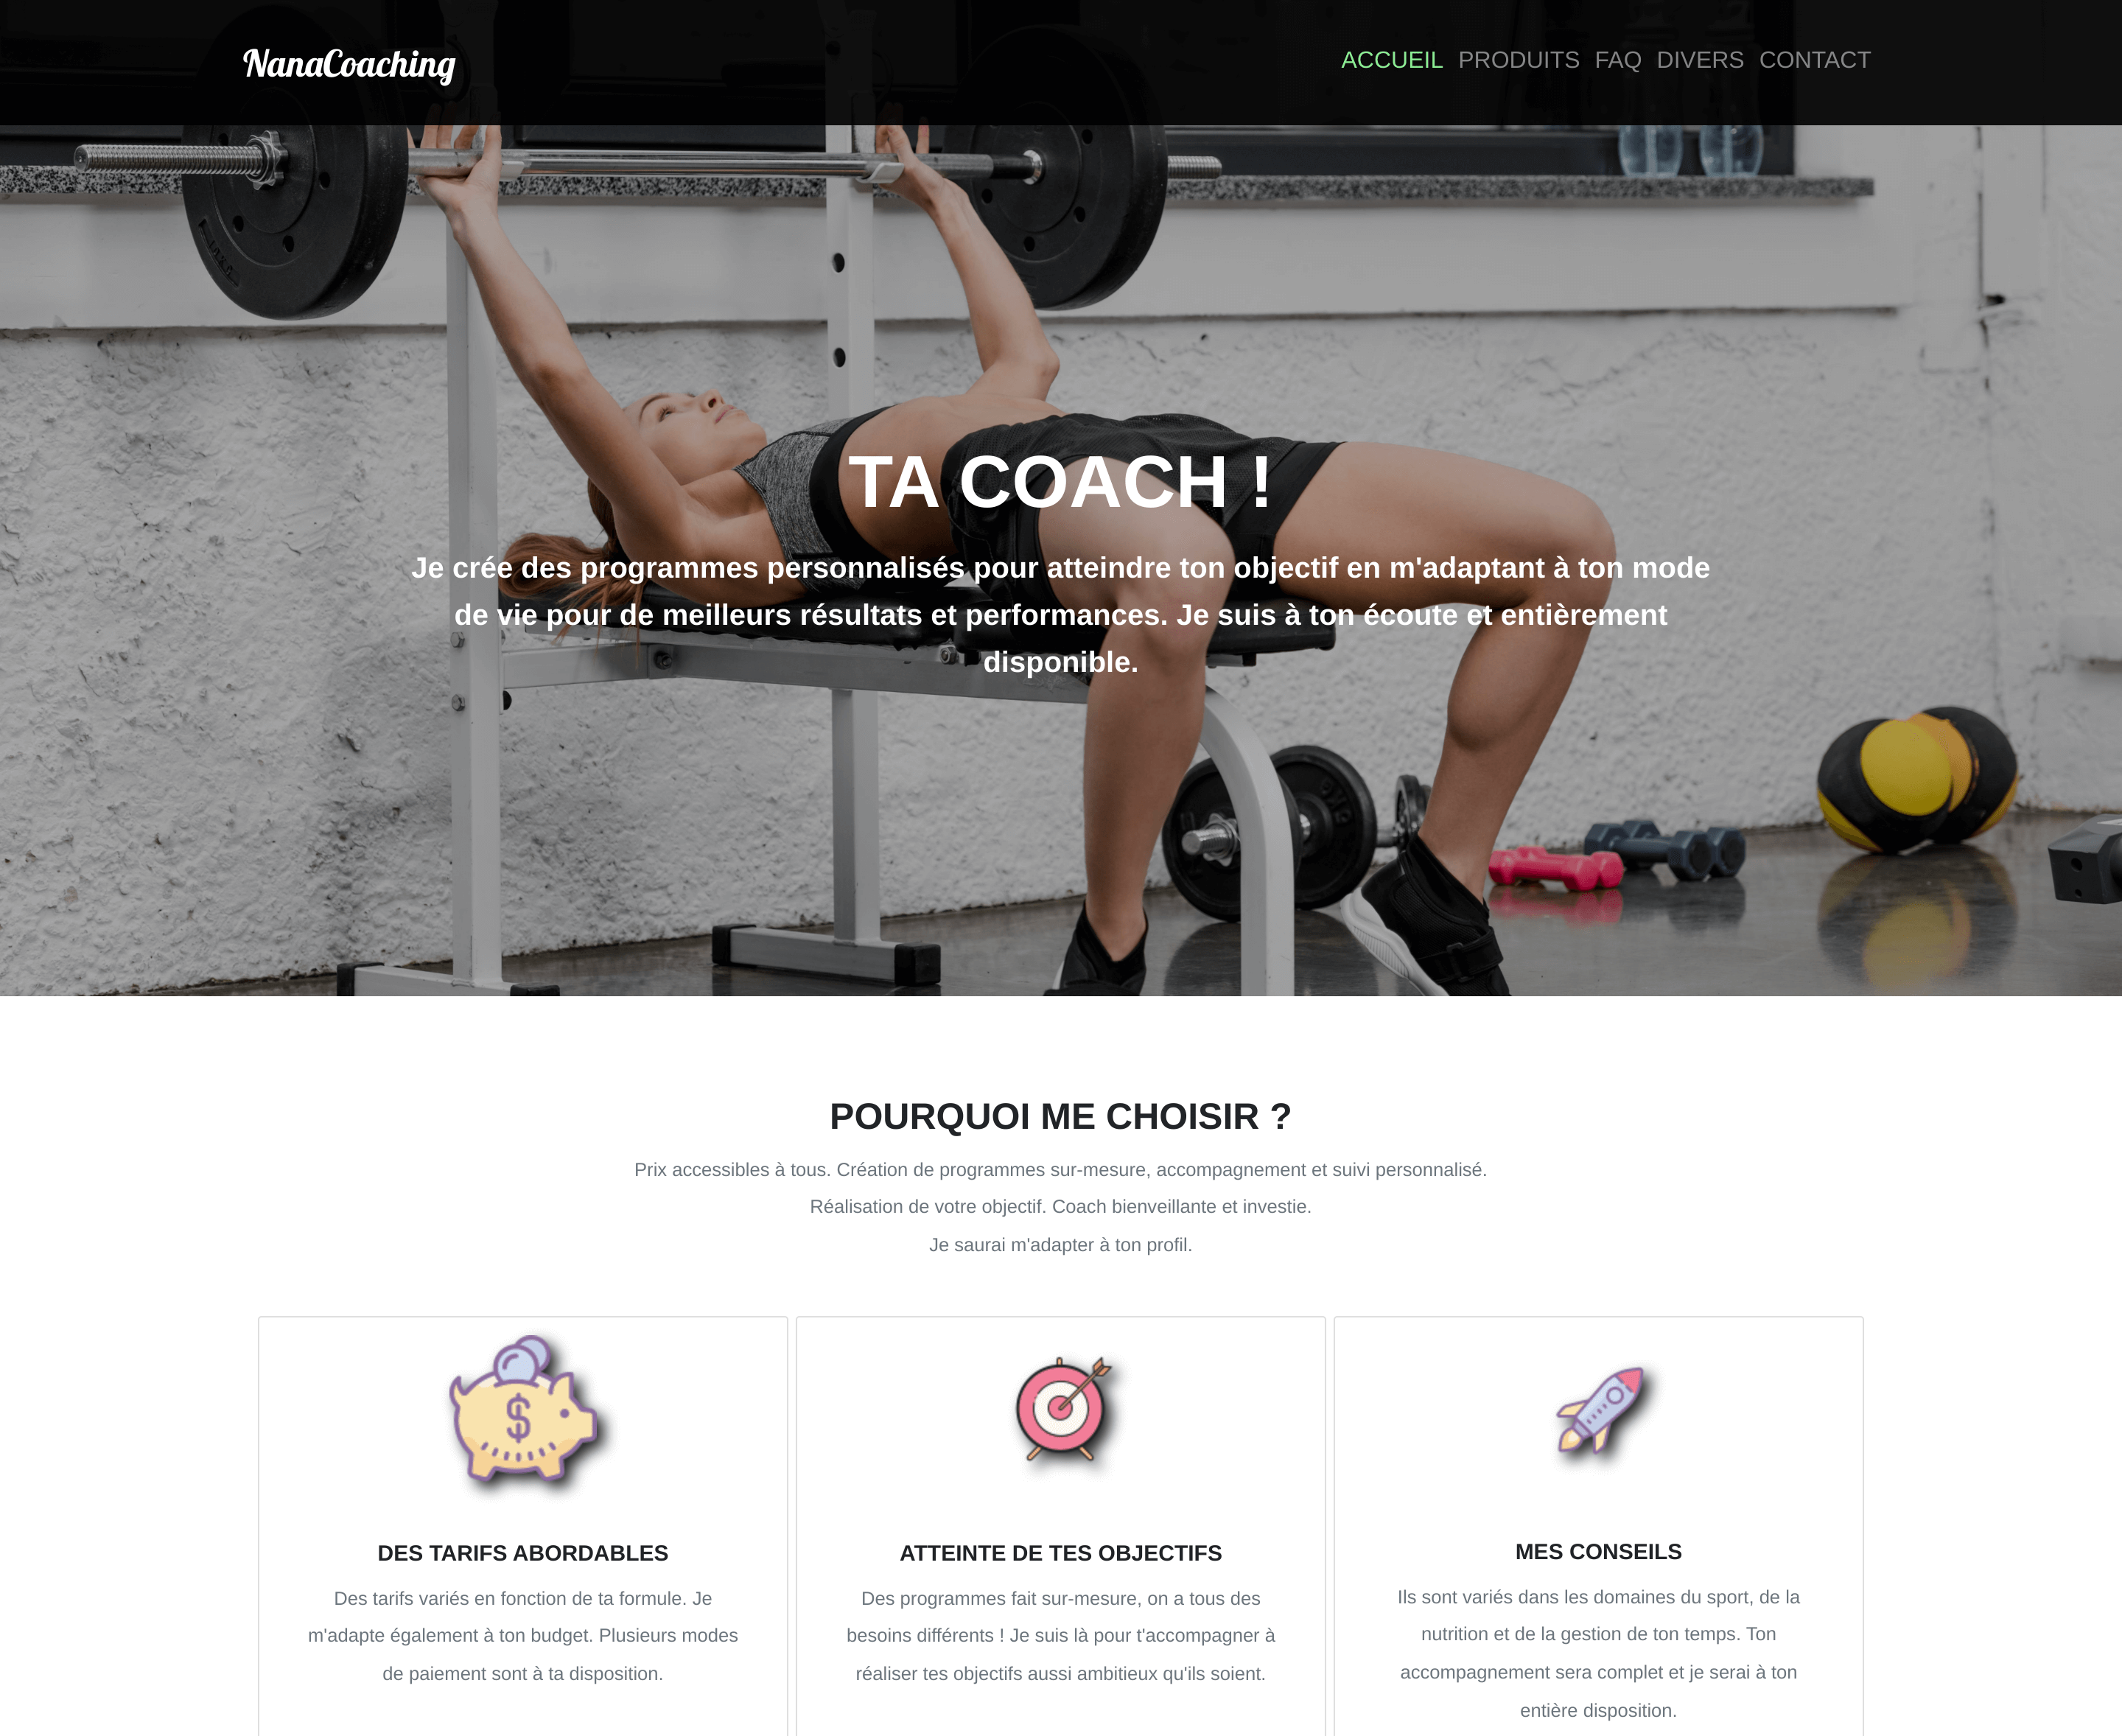 NanaCoaching
ACCUEIL PRODUITS FAQ DIVERS CONTACT
TA COACH !
Je crée des programmes personnalisés pour atteindre ton objectif en m'adaptant à ton mode
de vie pour de meilleurs résultats et performances. Je suis à ton écoute et entièrement
disponible.
POURQUOI ME CHOISIR ?
Prix accessibles à tous. Création de programmes sur-mesure, accompagnement et suivi personnalisé.
Réalisation de votre objectif. Coach bienveillante et investie.
Je saurai m'adapter à ton profil.
$
DES TARIFS ABORDABLES
Des tarifs variés en fonction de ta formule. Je
m'adapte également à ton budget. Plusieurs modes
de paiement sont à ta disposition.
ATTEINTE DE TES OBJECTIFS
Des programmes fait sur-mesure, on a tous des
besoins différents ! Je suis là pour t'accompagner à
réaliser tes objectifs aussi ambitieux qu'ils soient.
MES CONSEILS
Ils sont variés dans les domaines du sport, de la
nutrition et de la gestion de ton temps. Ton
accompagnement sera complet et je serai à ton
entière disposition.